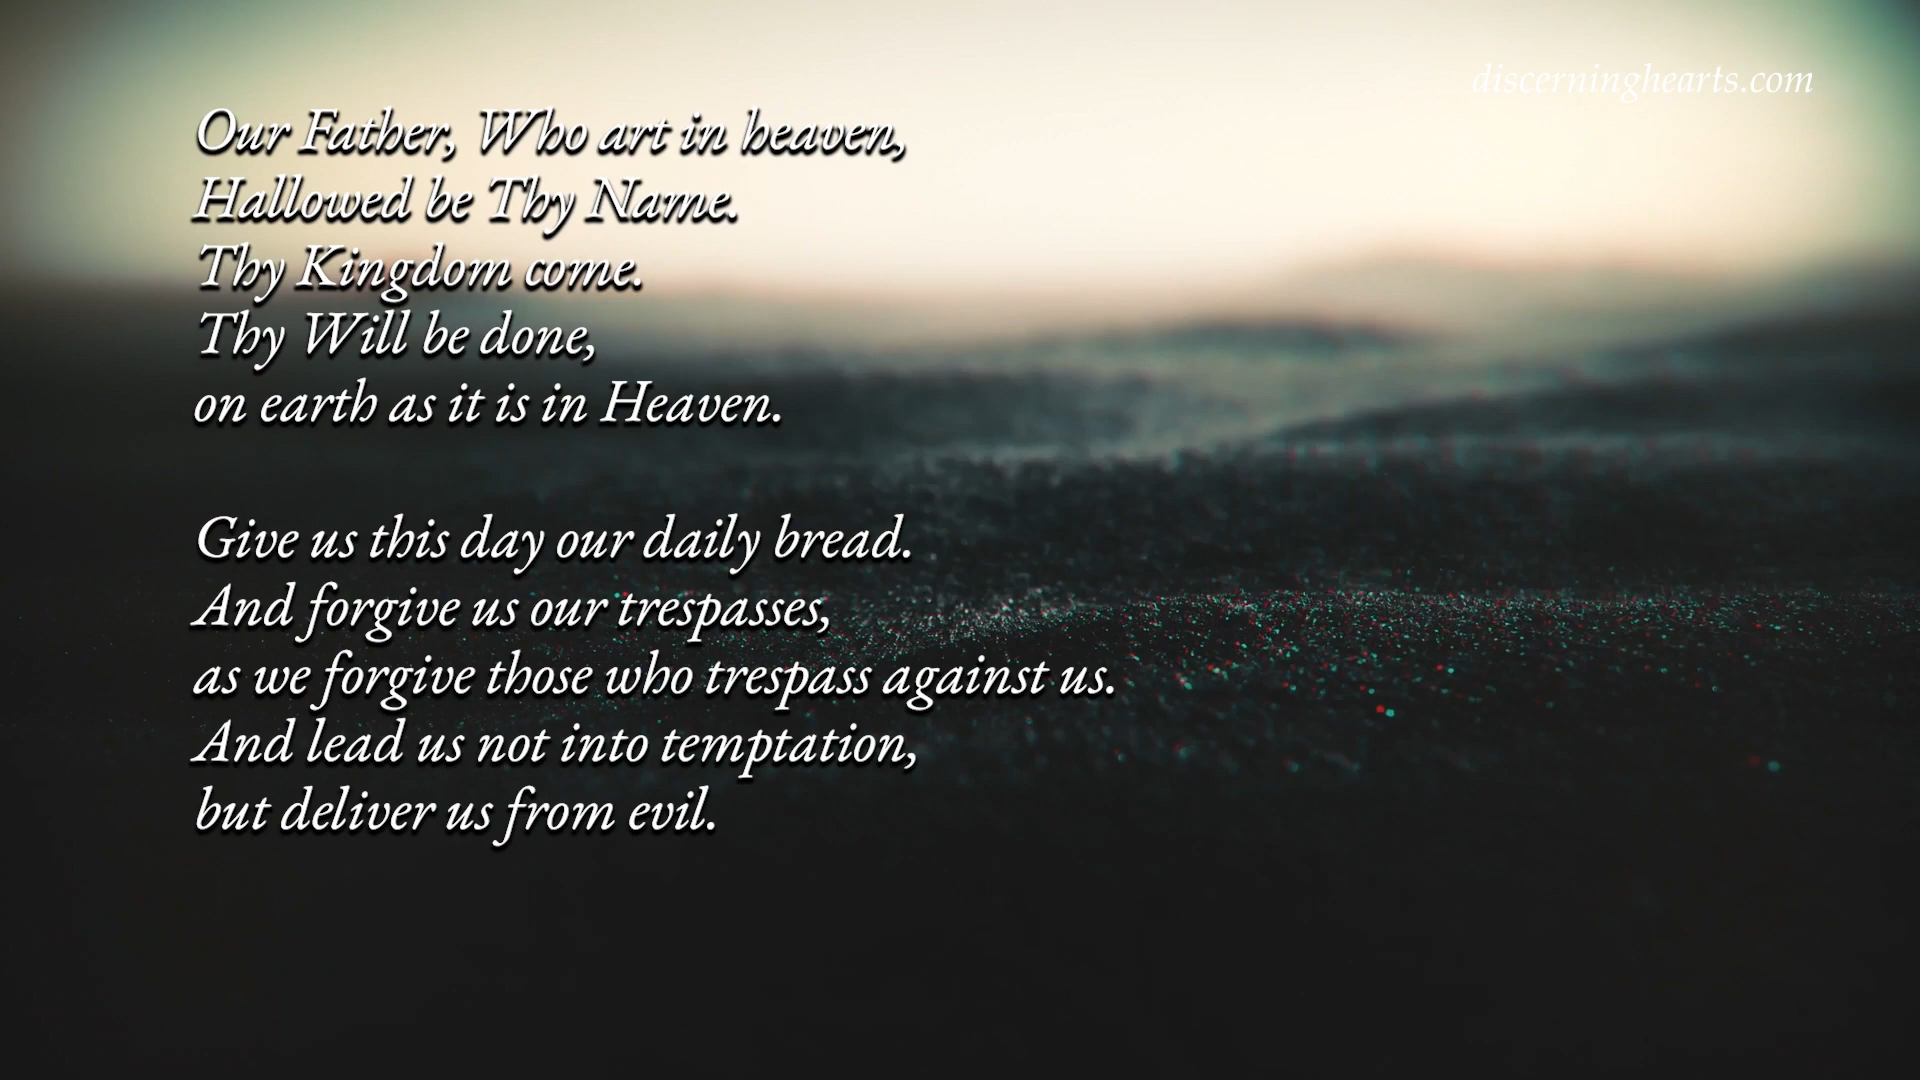 discerninghearts.com
Our Father, Who art in heaven,
Hallowed be Thy Name.
Thy Kingdom come.
Thy Will be done,
on earth as it is in Heaven.
Give us this day our daily bread.
And forgive us our trespasses,
as we forgive those who trespass against us.
And lead us not into temptation,
but deliver us from evil.